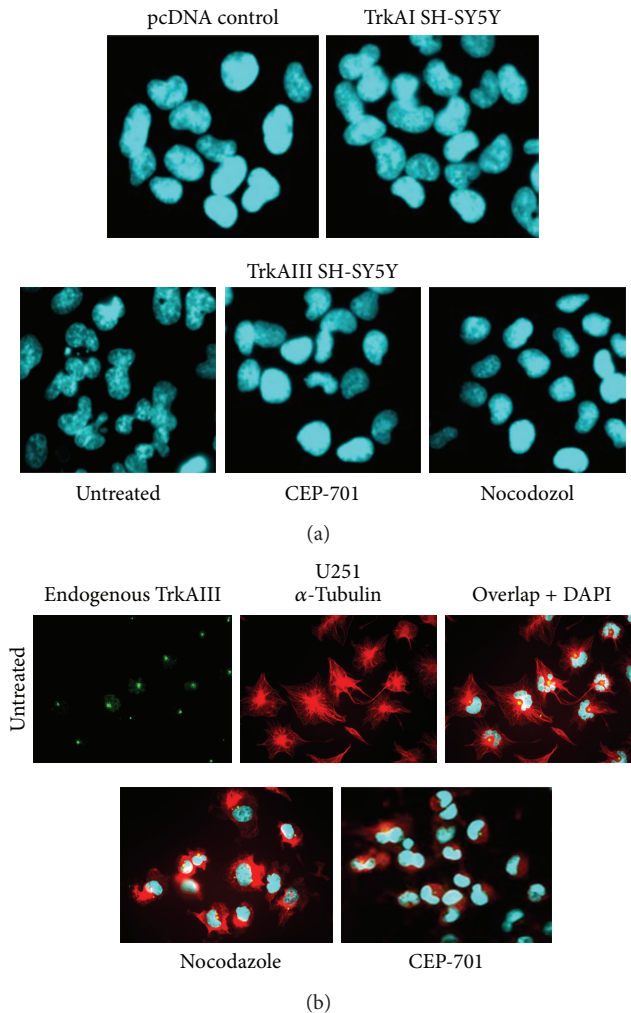 pcDNA control
TrkAI SH-SY5Y
TrkAIII SH-SY5Y
Untreated
CEP-701
Nocodozol
(a)
U251
Endogenous TrkAIII
α-Tubulin
Overlap + DAPI
Untreated
Nocodazole
CEP-701
(b)